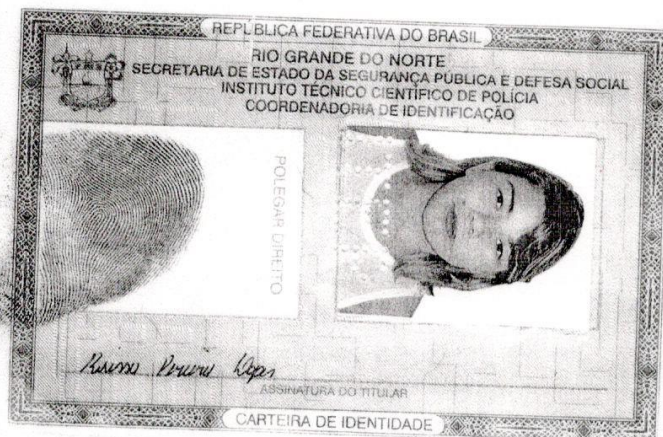 REPÚBLICA FEDERATIVA DO BRASIL
RIO GRANDE DO NORTE
SECRETARIA DE ESTADO DA SEGURANÇA PÚBLICA E DEFESA SOCIAL
INSTITUTO TÉCNICO CIENTÍFICO DE POLÍCIA
COORDENADORIA DE IDENTIFICAÇÃO
POLEGAR DIREITO
Lopes
ASSINATURA DO TITULAR
CARTEIRA DE IDENTIDADE